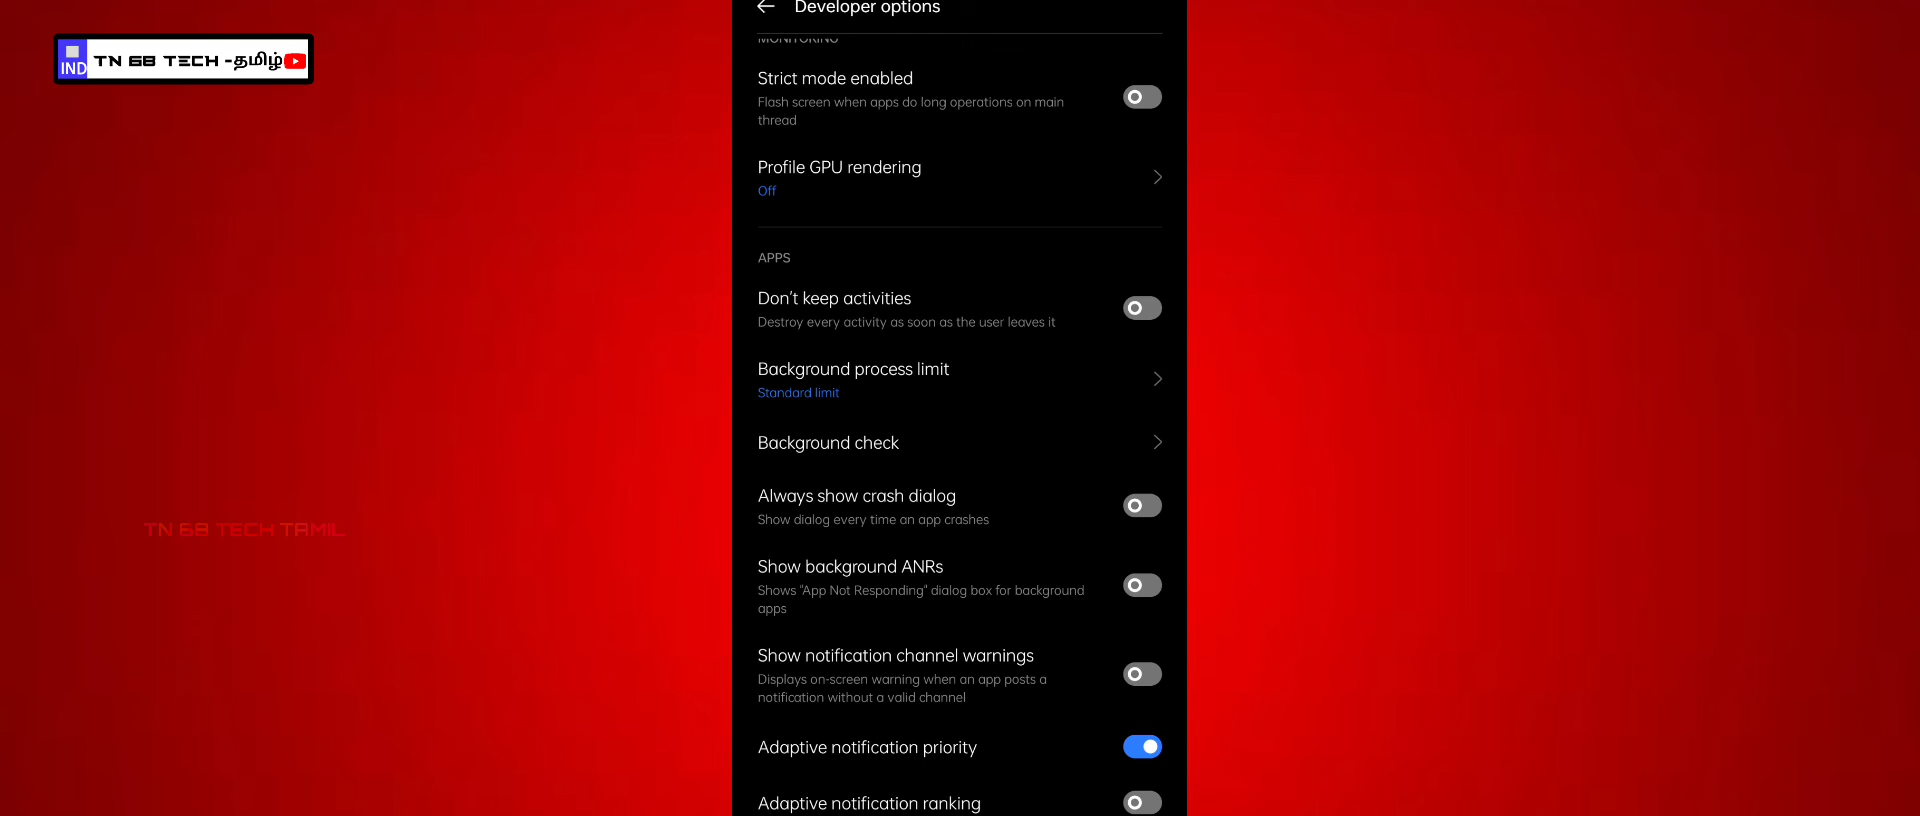 Developer options
IND TN 68 TECH -தமிழ்
MONITORING
Strict mode enabled
Flash screen when apps do long operations on main
thread
Profile GPU rendering
Off
APPS
Don't keep activities
Destroy every activity as soon as the user leaves it
Background process limit
Standard limit
Background check
Always show crash dialog
Show dialog every time an app crashes
TN 68 TECH TAMIL
Show background ANRs
Shows "App Not Responding" dialog box for background
apps
Show notification channel warnings
Displays on-screen warning when an app posts a
notification without a valid channel
Adaptive notification priority
Adaptive notification ranking